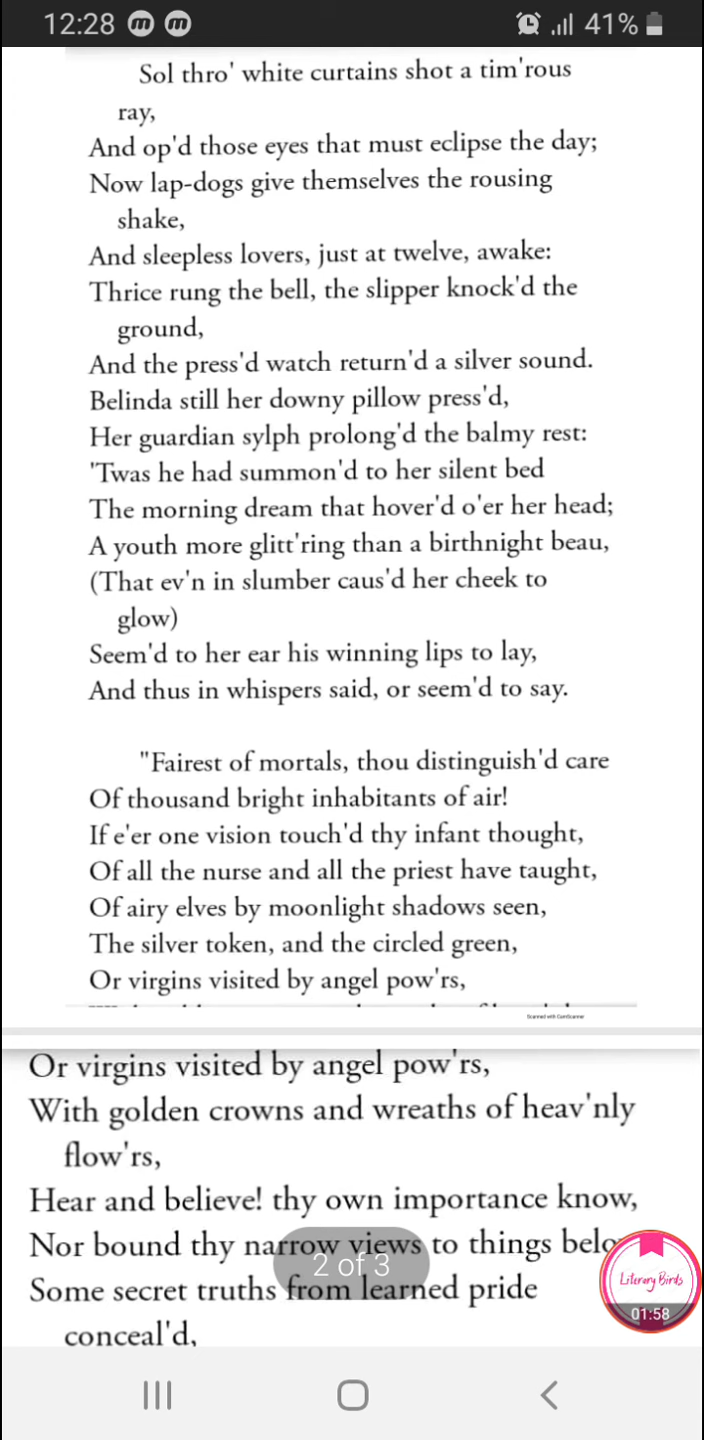 12:28
41%
Sol thro' white curtains shot a tim'rous
ray,
And op'd those eyes that must eclipse the day;
Now lap-dogs give themselves the rousing
shake,
And sleepless lovers, just at twelve, awake:
Thrice rung the bell, the slipper knock'd the
ground,
And the press'd watch return'd a silver sound.
Belinda still her downy pillow press'd,
Her guardian sylph prolong'd the balmy rest:
'Twas he had summon'd to her silent bed
The morning dream that hover'd o'er her head;
A youth more glitt'ring than a birthnight beau,
(That ev'n in slumber caus'd her cheek to
glow)
Seem'd to her ear his winning lips to lay,
And thus in whispers said, or seem'd to say.
"Fairest of mortals, thou distinguish'd care
Of thousand bright inhabitants of air!
If e'er one vision touch'd thy infant thought,
Of all the nurse and all the priest have taught,
Of airy elves by moonlight shadows seen,
The silver token, and the circled green,
Or virgins visited by angel pow'rs,
Scanned with CamScanner
Or virgins visited by angel pow'rs,
With golden crowns and wreaths of heav'nly
flow'rs,
Hear and believe! thy own importance know,
Nor bound thy narrow views to things belo
2 of 3
Some secret truths from learned pride
conceal'd,
Literary Birds
01:58